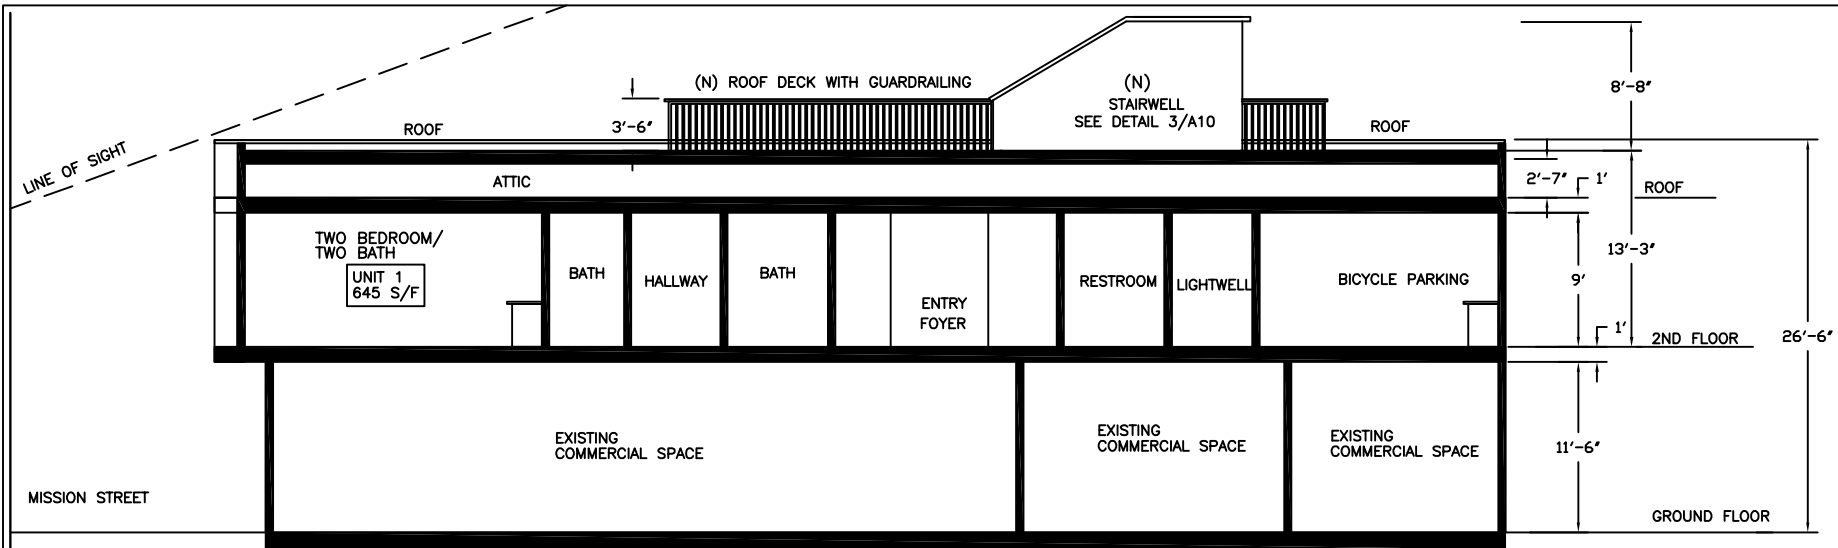 (N) ROOF DECK WITH GUARDRAILING
(N)
STAIRWELL
SEE DETAIL 3/A10
8'-8"
ROOF
3'-6"
ROOF
LINE OF SIGHT
ATTIC
2'-7"
1'
ROOF
TWO BEDROOM/
TWO BATH
UNIT 1
645 S/F
BATH
HALLWAY
BATH
ENTRY
FOYER
RESTROOM
LIGHTWELL
BICYCLE PARKING
9'
13'-3"
1'
2ND FLOOR
26'-6"
EXISTING
COMMERCIAL SPACE
EXISTING
COMMERCIAL SPACE
EXISTING
COMMERCIAL SPACE
11'-6"
MISSION STREET
GROUND FLOOR